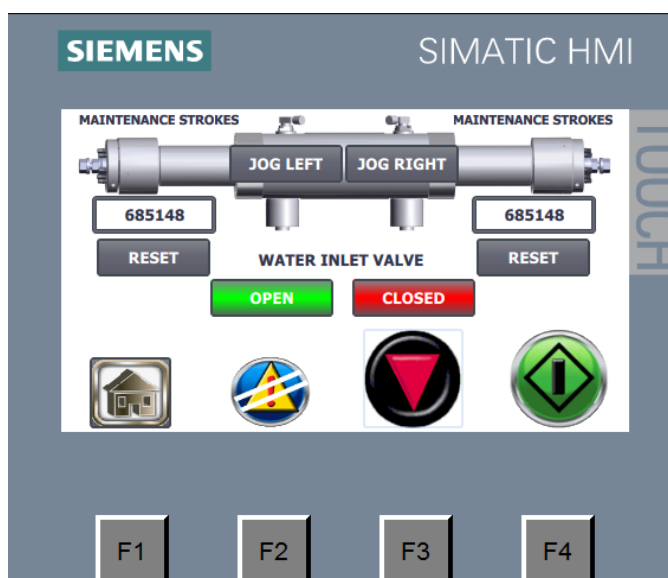 SIEMENS SIMATIC HMI
TOUCH
MAINTENANCE STROKES MAINTENANCE STROKES
JOG LEFT JOG RIGHT
685148 685148
RESET WATER INLET VALVE RESET
OPEN CLOSED
F1 F2 F3 F4